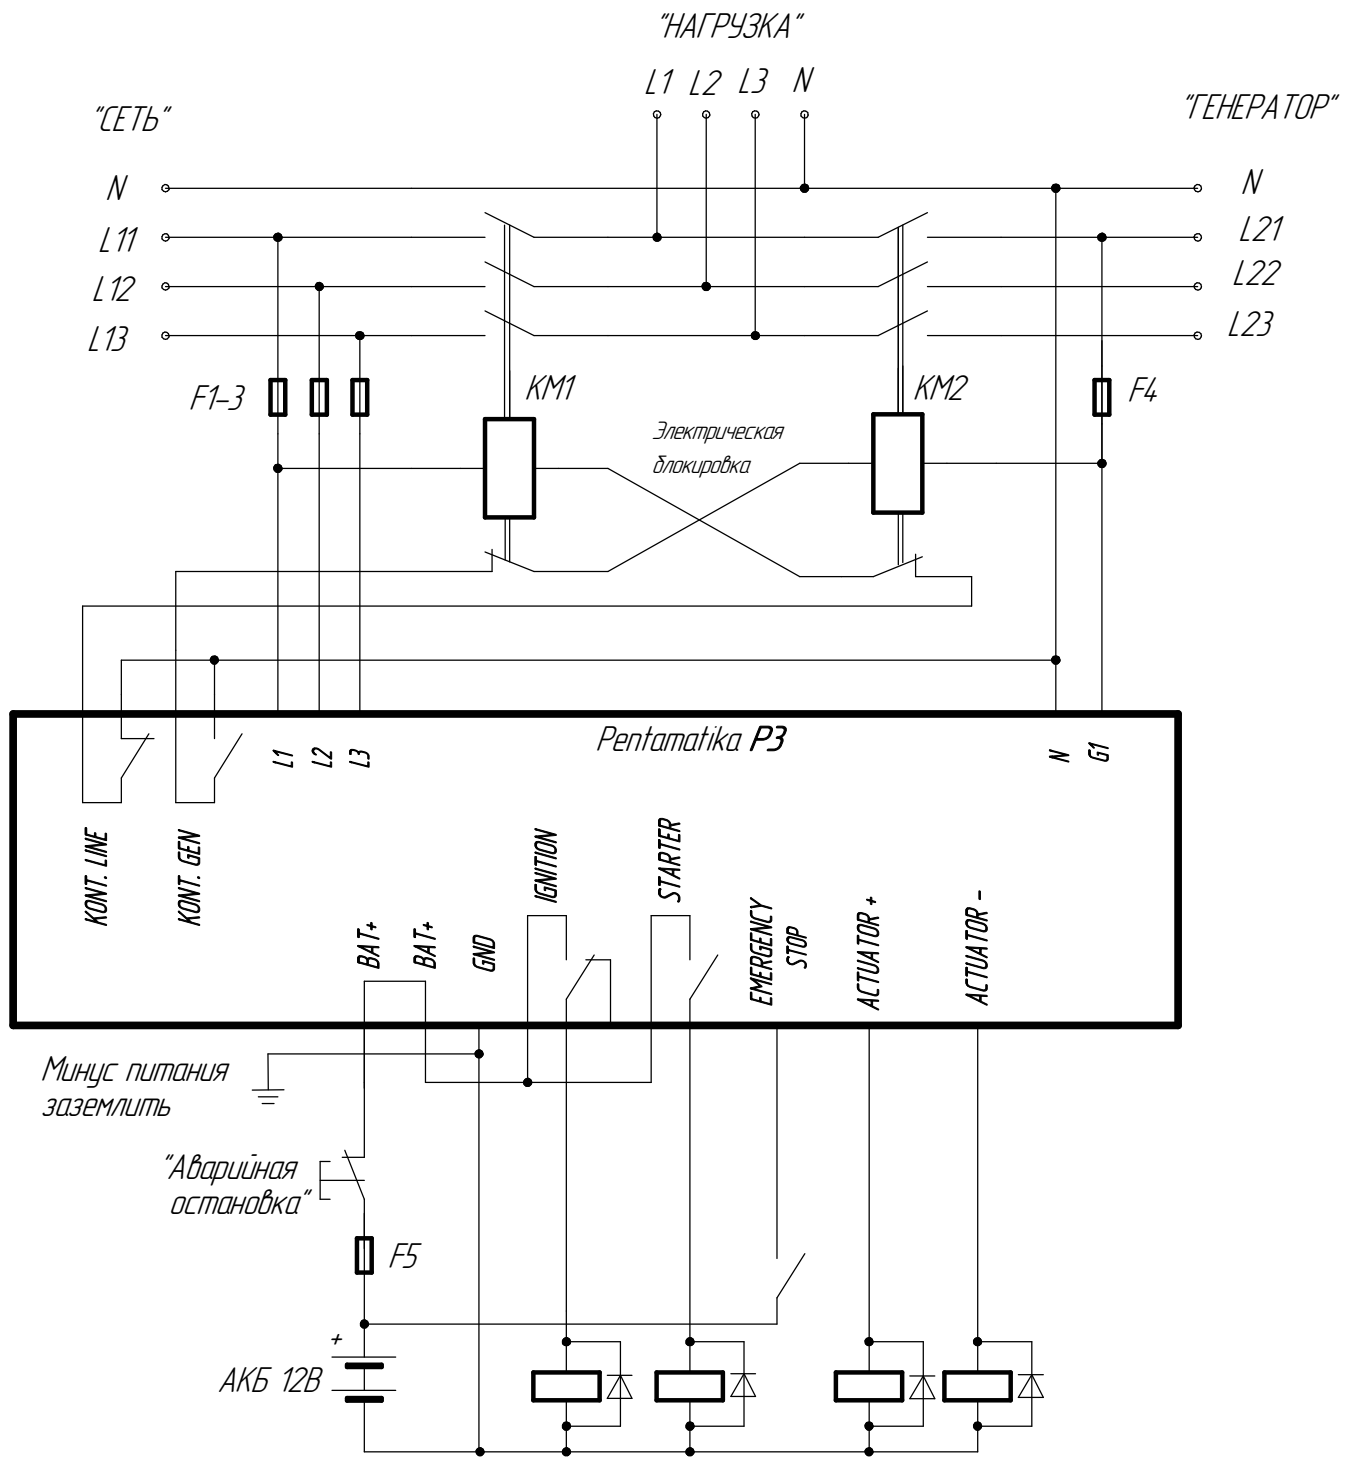 "НАГРУЗКА"
L1 L2 L3 N
"СЕТЬ"
"ГЕНЕРАТОР"
N
N
L11
L21
L12
L22
L13
L23
F1-3
KM1
KM2
F4
Электрическая
блокировка
Pentamatika P3
L1
L2
L3
N
G1
KONT. LINE
KONT. GEN
IGNITION
STARTER
BAT+
BAT+
GND
EMERGENCY
STOP
ACTUATOR +
ACTUATOR -
Минус питания
заземлить
"Аварийная
остановка"
F5
+
АКБ 12В